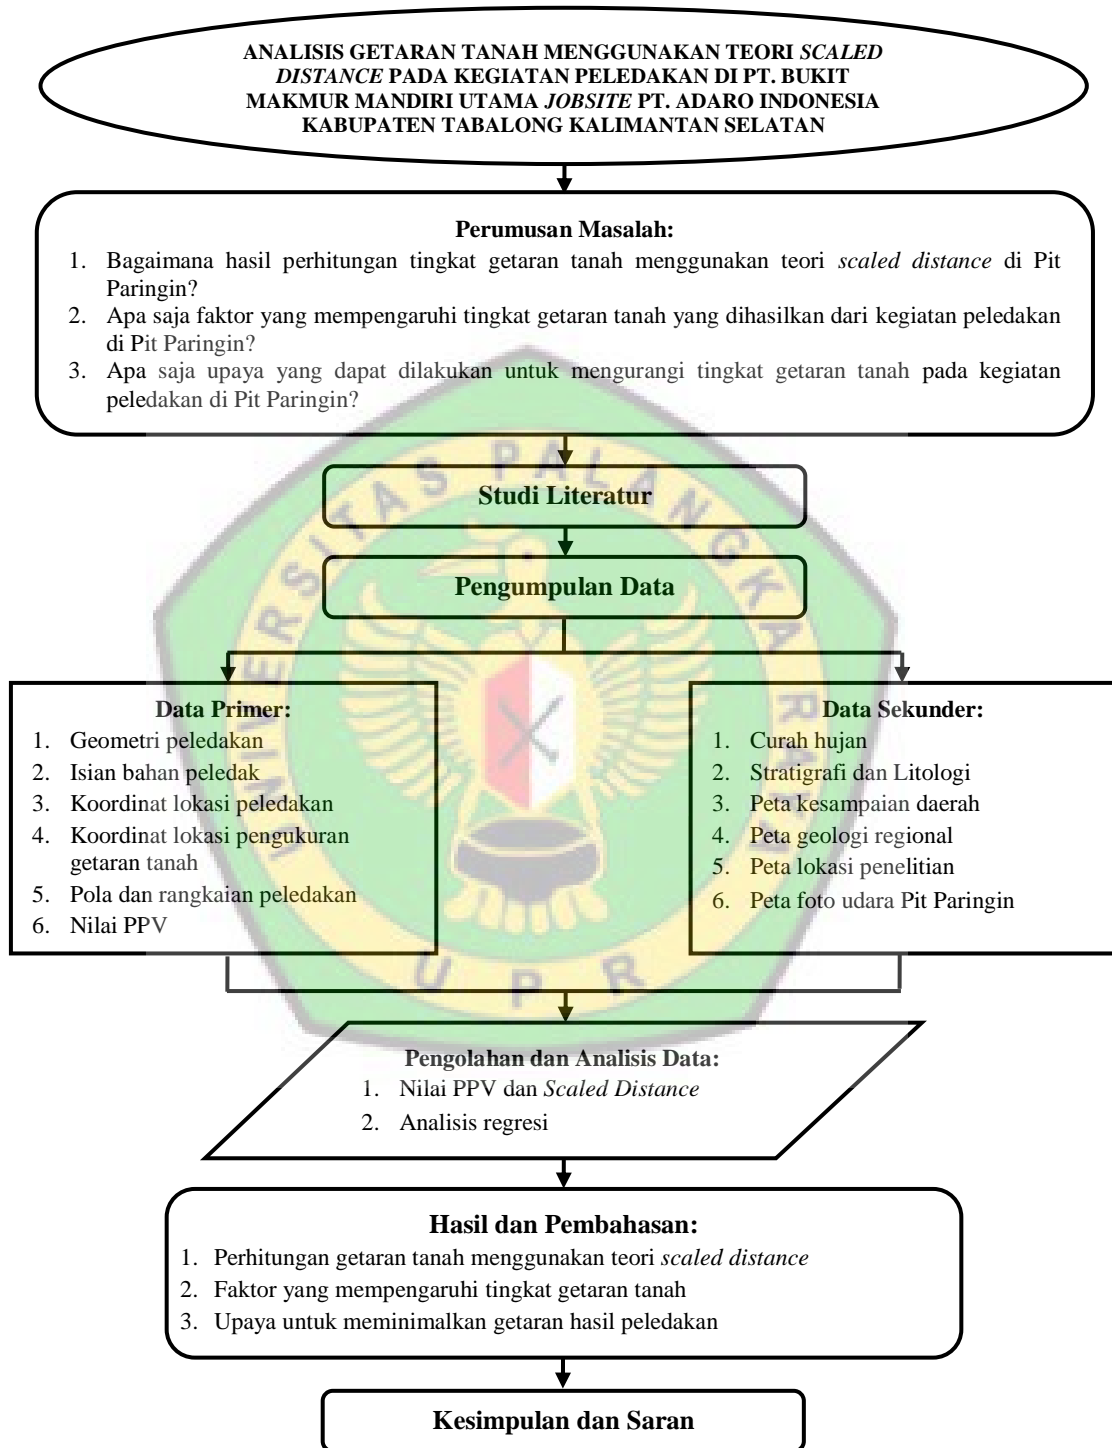 ANALISIS GETARAN TANAH MENGGUNAKAN TEORI SCALED
DISTANCE PADA KEGIATAN PELEDAKAN DI PT. BUKIT
MAKMUR MANDIRI UTAMA JOBSITE PT. ADARO INDONESIA
KABUPATEN TABALONG KALIMANTAN SELATAN
Perumusan Masalah:
1. Bagaimana hasil perhitungan tingkat getaran tanah menggunakan teori scaled distance di Pit
Paringin?
2. Apa saja faktor yang mempengaruhi tingkat getaran tanah yang dihasilkan dari kegiatan peledakan
di Pit Paringin?
3. Apa saja upaya yang dapat dilakukan untuk mengurangi tingkat getaran tanah pada kegiatan
peledakan di Pit Paringin?
Studi Literatur
Pengumpulan Data
Data Primer:
1. Geometri peledakan
2. Isian bahan peledak
3. Koordinat lokasi peledakan
4. Koordinat lokasi pengukuran
getaran tanah
5. Pola dan rangkaian peledakan
6. Nilai PPV
Data Sekunder:
1. Curah hujan
2. Stratigrafi dan Litologi
3. Peta kesampaian daerah
4. Peta geologi regional
5. Peta lokasi penelitian
6. Peta foto udara Pit Paringin
UNIVERSITAS PALANGKA RAYA
UPR
Pengolahan dan Analisis Data:
1. Nilai PPV dan Scaled Distance
2. Analisis regresi
Hasil dan Pembahasan:
1. Perhitungan getaran tanah menggunakan teori scaled distance
2. Faktor yang mempengaruhi tingkat getaran tanah
3. Upaya untuk meminimalkan getaran hasil peledakan
Kesimpulan dan Saran